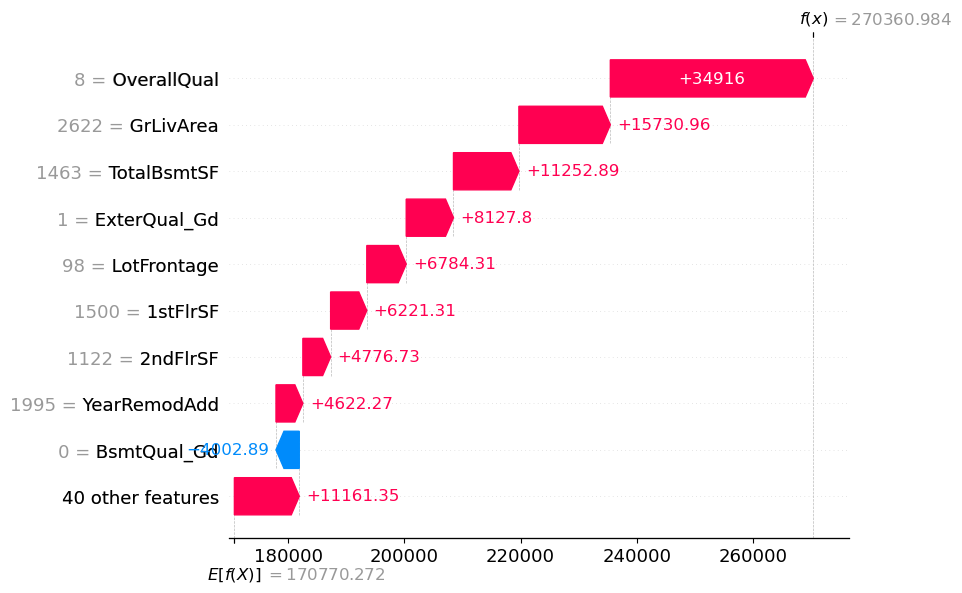 f(x) = 270360.984
8 = OverallQual +34916
2622 = GrLivArea +15730.96
1463 = TotalBsmtSF +11252.89
1 = ExterQual_Gd +8127.8
98 = LotFrontage +6784.31
1500 = 1stFlrSF +6221.31
1122 = 2ndFlrSF +4776.73
1995 = YearRemodAdd +4622.27
0 = BsmtQual_Gd −4002.89
40 other features +11161.35
180000 200000 220000 240000 260000
E[f(X)] = 170770.272